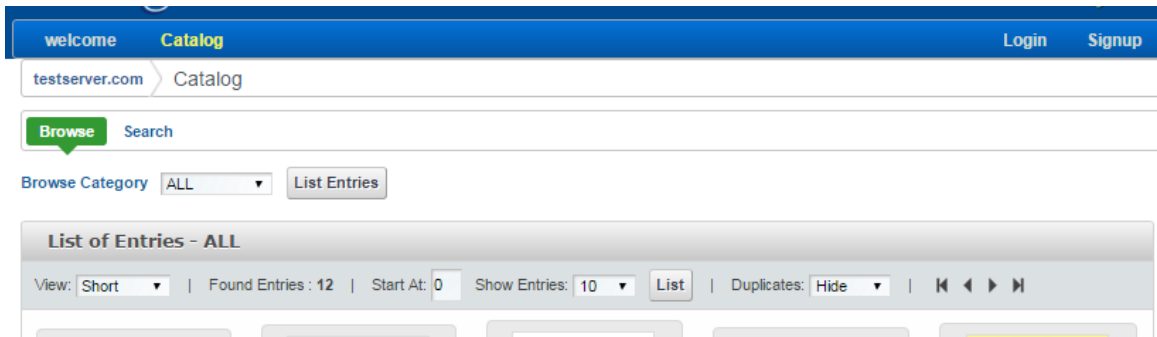 welcome Catalog Login Signup
testserver.com Catalog
Browse Search
Browse Category ALL List Entries
List of Entries - ALL
View: Short | Found Entries : 12 | Start At: 0 Show Entries: 10 List | Duplicates: Hide |